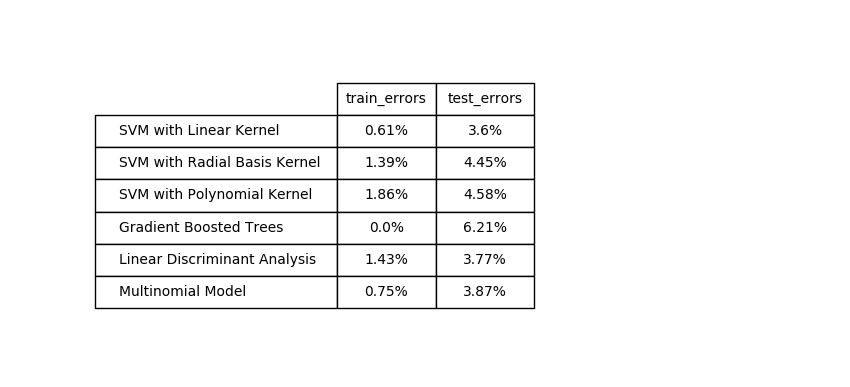 train_errors test_errors
SVM with Linear Kernel 0.61% 3.6%
SVM with Radial Basis Kernel 1.39% 4.45%
SVM with Polynomial Kernel 1.86% 4.58%
Gradient Boosted Trees 0.0% 6.21%
Linear Discriminant Analysis 1.43% 3.77%
Multinomial Model 0.75% 3.87%